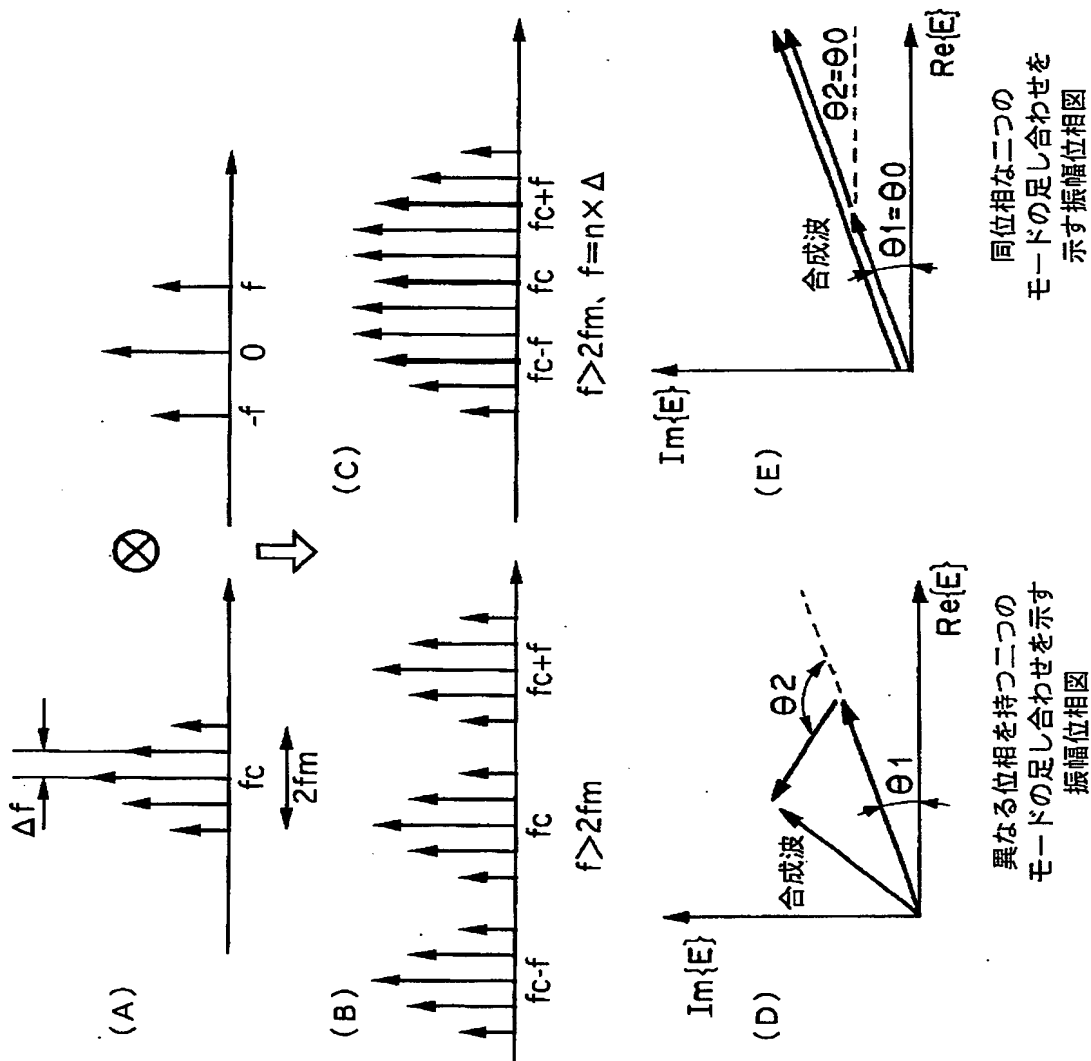 (A)
Δf
fc
2fm
-f
0
f
(B)
fc-f
fc
fc+f
f>2fm
(C)
fc-f
fc
fc+f
f>2fm、f=n×Δ
(D)
Im{E}
合成波
θ2
θ1
Re{E}
異なる位相を持つ二つの
モードの足し合わせを示す
振幅位相図
(E)
Im{E}
合成波
θ2=θ0
θ1=θ0
Re{E}
同位相な二つの
モードの足し合わせを
示す振幅位相図